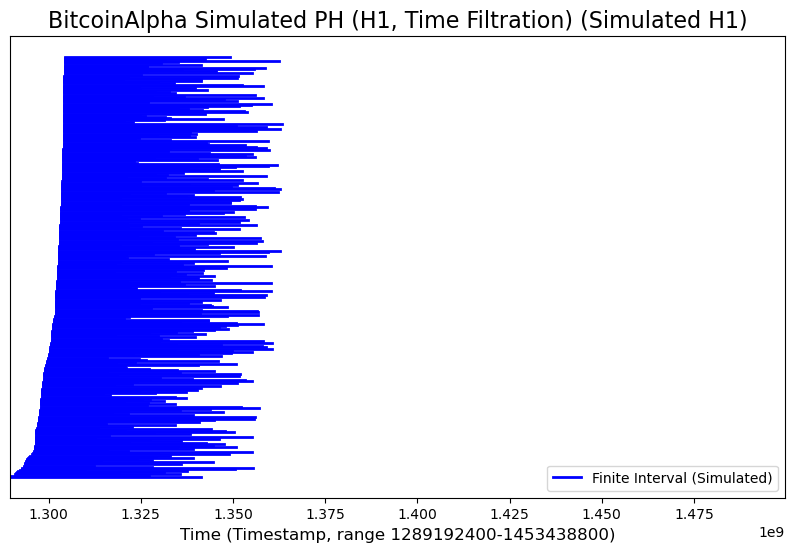 BitcoinAlpha Simulated PH (H1, Time Filtration) (Simulated H1)
Finite Interval (Simulated)
1.300 1.325 1.350 1.375 1.400 1.425 1.450 1.475
1e9
Time (Timestamp, range 1289192400-1453438800)